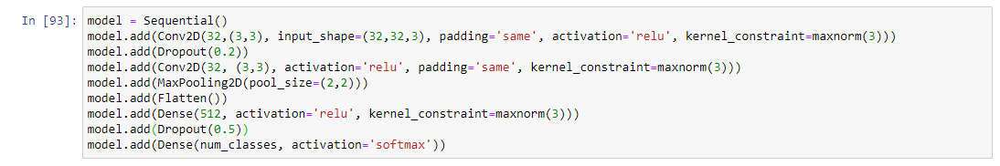 In [93]: model = Sequential()
model.add(Conv2D(32,(3,3), input_shape=(32,32,3), padding='same', activation='relu', kernel_constraint=maxnorm(3)))
model.add(Dropout(0.2))
model.add(Conv2D(32, (3,3), activation='relu', padding='same', kernel_constraint=maxnorm(3)))
model.add(MaxPooling2D(pool_size=(2,2)))
model.add(Flatten())
model.add(Dense(512, activation='relu', kernel_constraint=maxnorm(3)))
model.add(Dropout(0.5))
model.add(Dense(num_classes, activation='softmax'))